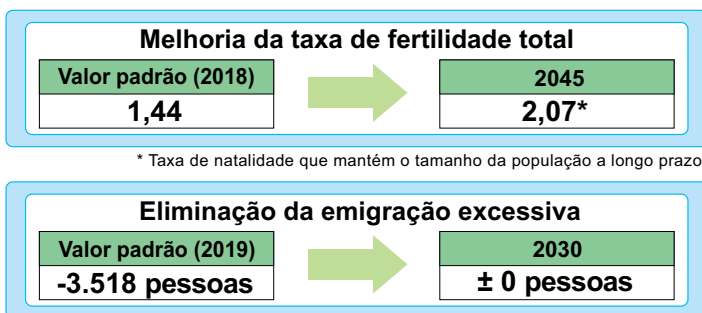 Melhoria da taxa de fertilidade total
Valor padrão (2018)
2045
1,44
2,07*
* Taxa de natalidade que mantém o tamanho da população a longo prazo
Eliminação da emigração excessiva
Valor padrão (2019)
2030
-3.518 pessoas
± 0 pessoas